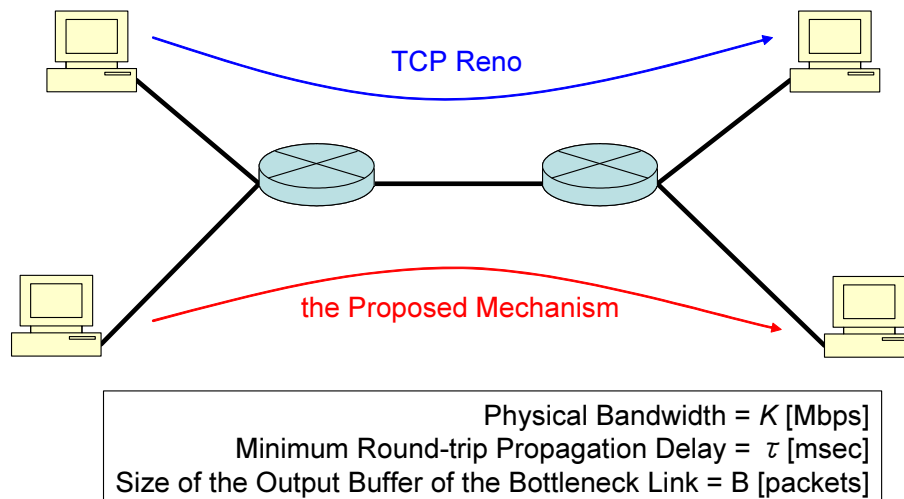 TCP Reno
the Proposed Mechanism
Physical Bandwidth = K [Mbps]
Minimum Round-trip Propagation Delay = τ [msec]
Size of the Output Buffer of the Bottleneck Link = B [packets]